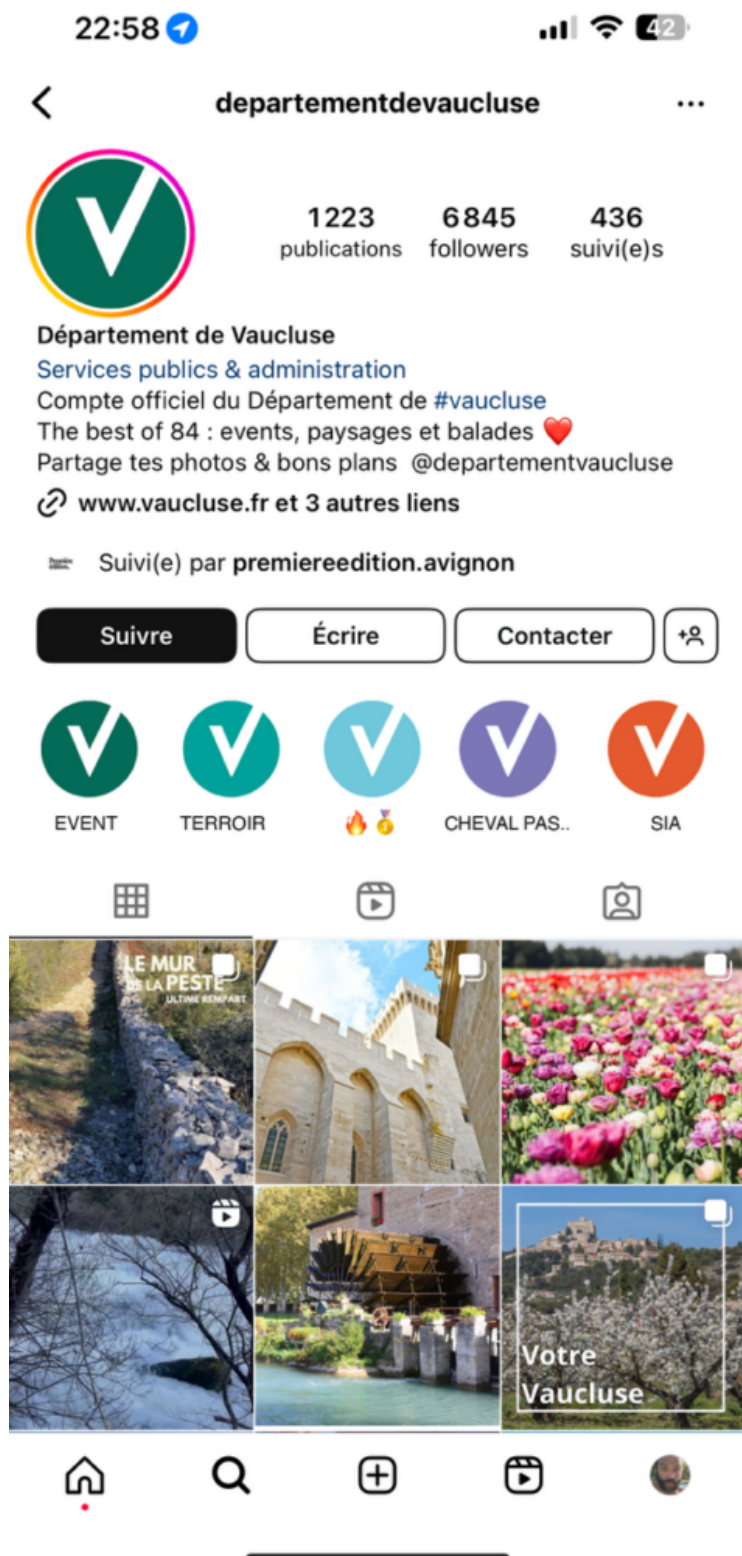 22:58
42
departementdevaucluse
1223 6845 436
publications followers suivi(e)s
Département de Vaucluse
Services publics & administration
Compte officiel du Département de #vaucluse
The best of 84 : events, paysages et balades ❤️
Partage tes photos & bons plans @departementvaucluse
www.vaucluse.fr et 3 autres liens
Suivi(e) par premiereedition.avignon
Suivre Écrire Contacter
EVENT TERROIR 🔥🏅 CHEVAL PAS.. SIA
LE MUR
DE LA PESTE
ULTIME REMPART
Votre
Vaucluse